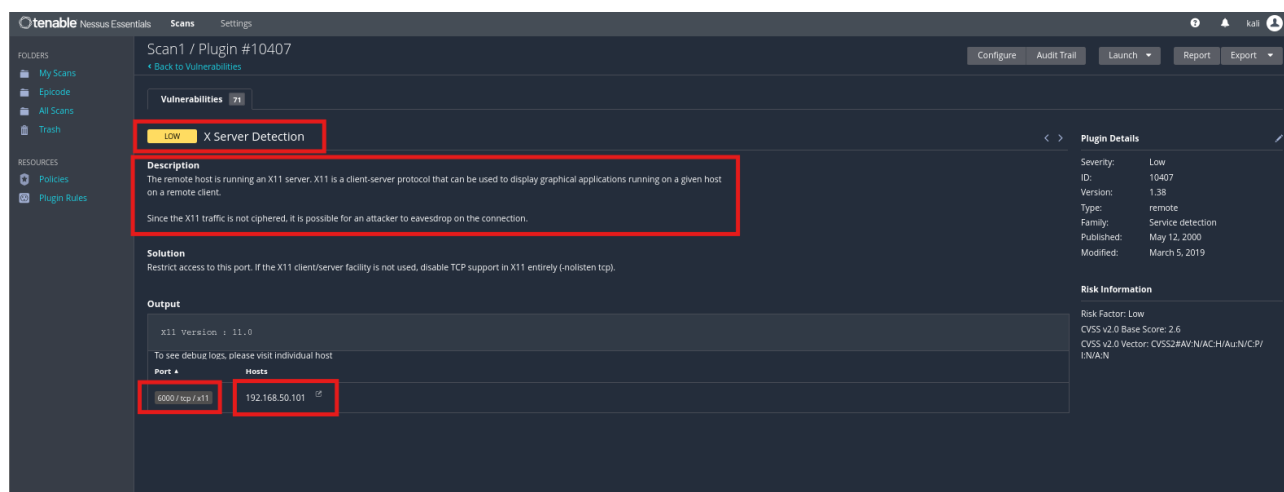 tenable Nessus Essentials Scans Settings kali
FOLDERS
My Scans
Epicode
All Scans
Trash
RESOURCES
Policies
Plugin Rules
Scan1 / Plugin #10407
Back to Vulnerabilities
Configure Audit Trail Launch Report Export
Vulnerabilities 71
LOW X Server Detection
Description
The remote host is running an X11 server. X11 is a client-server protocol that can be used to display graphical applications running on a given host
on a remote client.
Since the X11 traffic is not ciphered, it is possible for an attacker to eavesdrop on the connection.
Solution
Restrict access to this port. If the X11 client/server facility is not used, disable TCP support in X11 entirely (-nolisten tcp).
Output
X11 Version : 11.0
To see debug logs, please visit individual host
Port Hosts
6000 / tcp / x11 192.168.50.101
Plugin Details
Severity: Low
ID: 10407
Version: 1.38
Type: remote
Family: Service detection
Published: May 12, 2000
Modified: March 5, 2019
Risk Information
Risk Factor: Low
CVSS v2.0 Base Score: 2.6
CVSS v2.0 Vector: CVSS2#AV:N/AC:H/Au:N/C:P/
I:N/A:N